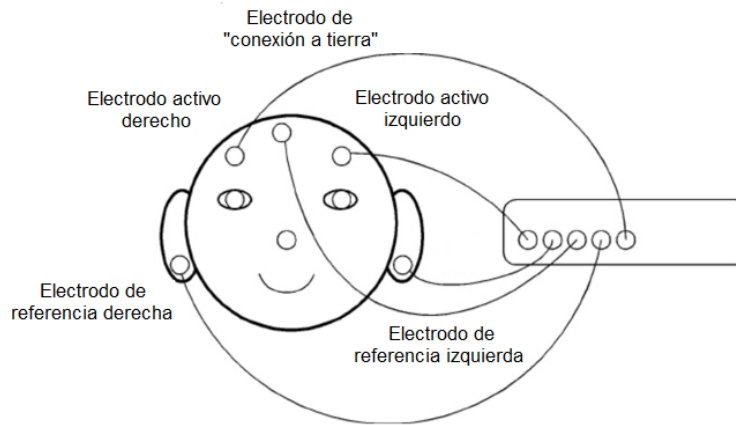 Electrodo de
"conexión a tierra"
Electrodo activo
derecho
Electrodo activo
izquierdo
Electrodo de
referencia derecha
Electrodo de
referencia izquierda